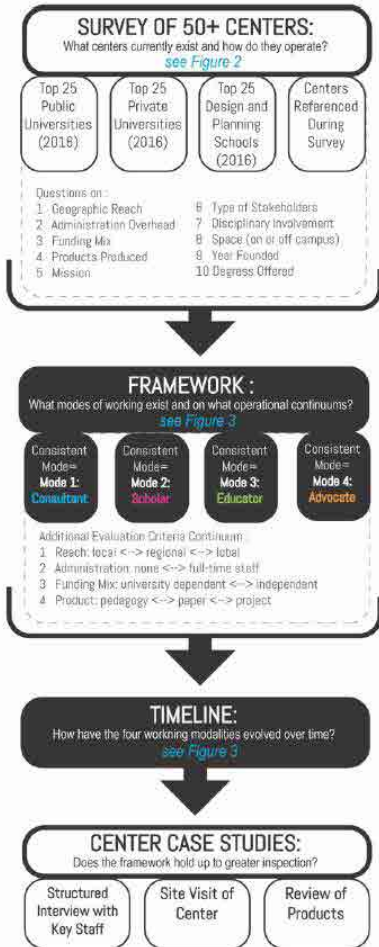 SURVEY OF 50+ CENTERS:
What centers currently exist and how do they operate?
see Figure 2
Top 25
Public
Universities
(2016)
Top 25
Private
Universities
(2016)
Top 25
Design and
Planning
Schools
(2016)
Centers
Referenced
During
Survey
Questions on :
1 Geographic Reach
2 Administration Overhead
3 Funding Mix
4 Products Produced
5 Mission
6 Type of Stakeholders
7 Disciplinary Involvement
8 Space (on or off campus)
9 Year Founded
10 Degrees Offered
FRAMEWORK :
What modes of working exist and on what operational continuums?
see Figure 3
Consistent
Mode=
Mode 1:
Consultant
Consistent
Mode=
Mode 2:
Scholar
Consistent
Mode=
Mode 3:
Educator
Consistent
Mode=
Mode 4:
Advocate
Additional Evaluation Criteria Continuum
1 Reach: local <--> regional <--> lobal
2 Administration: none <--> full-time staff
3 Funding Mix: university dependent <--> independent
4 Product: pedagogy <--> paper <--> project
TIMELINE:
How have the four workning modalities evolved over time?
see Figure 3
CENTER CASE STUDIES:
Does the framework hold up to greater inspection?
Structured
Interview with
Key Staff
Site Visit of
Center
Review of
Products